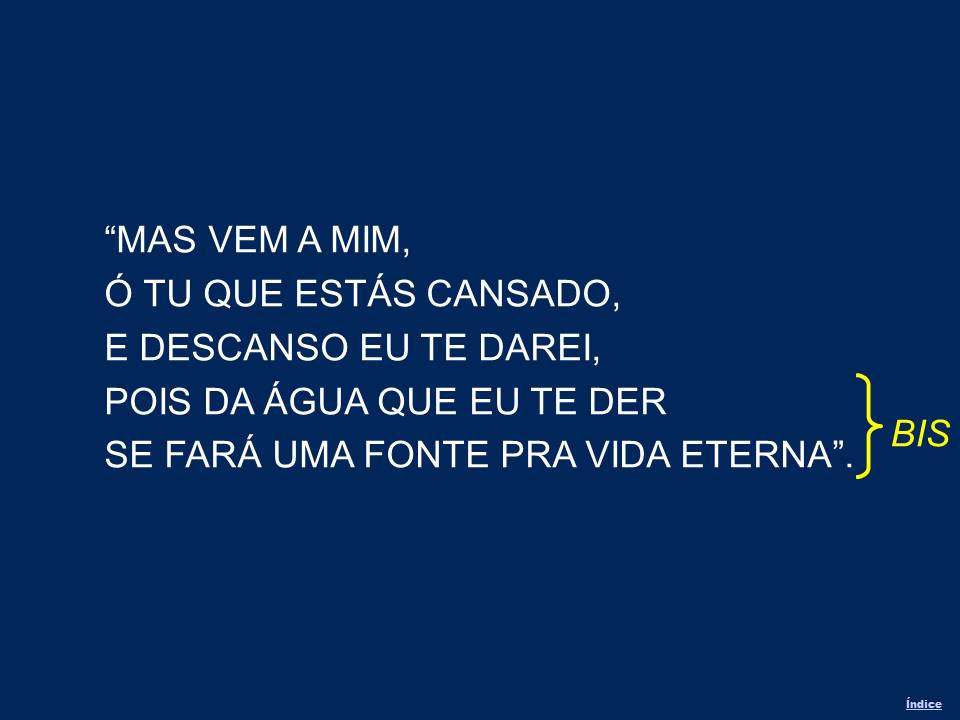 “MAS VEM A MIM,
Ó TU QUE ESTÁS CANSADO,
E DESCANSO EU TE DAREI,
POIS DA ÁGUA QUE EU TE DER
SE FARÁ UMA FONTE PRA VIDA ETERNA”.
BIS
Índice